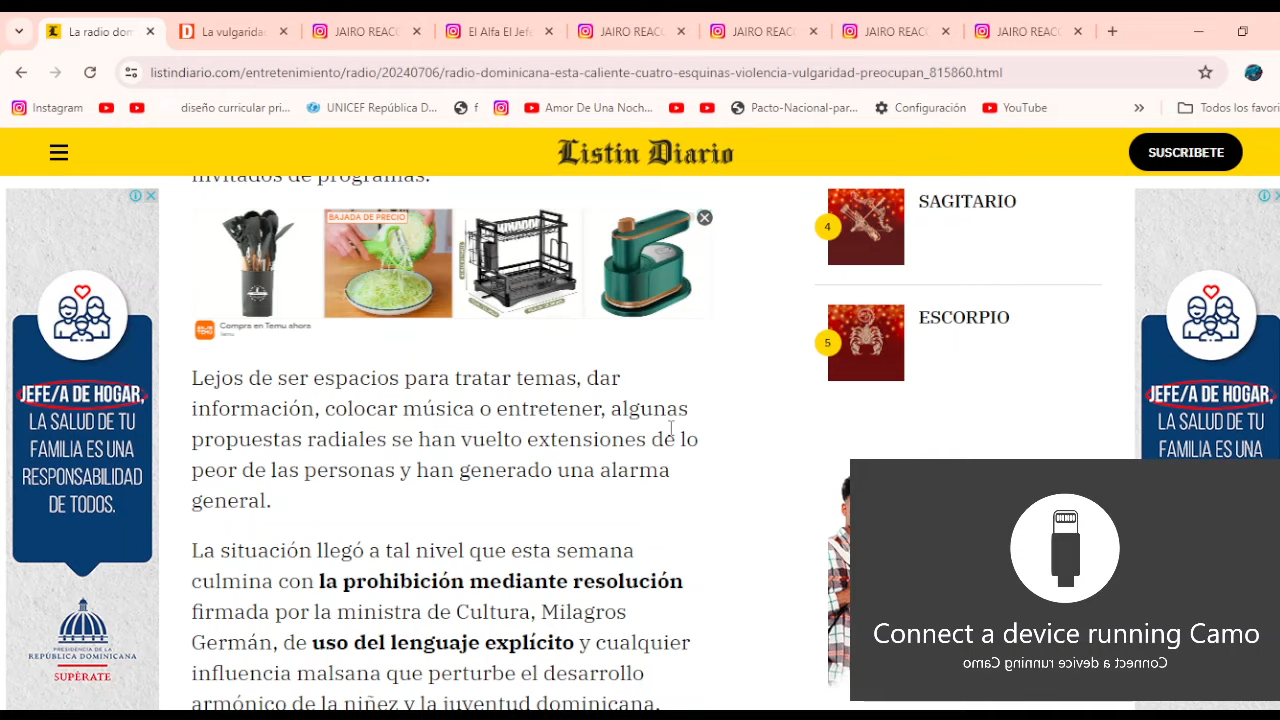 La radio dom
La vulgarida
JAIRO REAC
El Alfa El Jefe
JAIRO REAC
JAIRO REAC
JAIRO REAC
JAIRO REAC
listindiario.com/entretenimiento/radio/20240706/radio-dominicana-esta-caliente-cuatro-esquinas-violencia-vulgaridad-preocupan_815860.html
Instagram
diseño curricular pri...
UNICEF República D...
f
Amor De Una Noch...
Pacto-Nacional-par...
Configuración
YouTube
Todos los favori
Listin Diario
SUSCRIBETE
invitados de programas.
BAJADA DE PRECIO
Compra en Temu ahora
Temu
Lejos de ser espacios para tratar temas, dar
información, colocar música o entretener, algunas
propuestas radiales se han vuelto extensiones de lo
peor de las personas y han generado una alarma
general.
La situación llegó a tal nivel que esta semana
culmina con la prohibición mediante resolución
firmada por la ministra de Cultura, Milagros
Germán, de uso del lenguaje explícito y cualquier
influencia malsana que perturbe el desarrollo
armónico de la niñez y la juventud dominicana.
4
SAGITARIO
5
ESCORPIO
JEFE/A DE HOGAR,
LA SALUD DE TU
FAMILIA ES UNA
RESPONSABILIDAD
DE TODOS.
PRESIDENCIA DE LA
REPÚBLICA DOMINICANA
SUPÉRATE
JEFE/A DE HOGAR,
LA SALUD DE TU
FAMILIA ES UNA
Connect a device running Camo
Connect a device running Camo